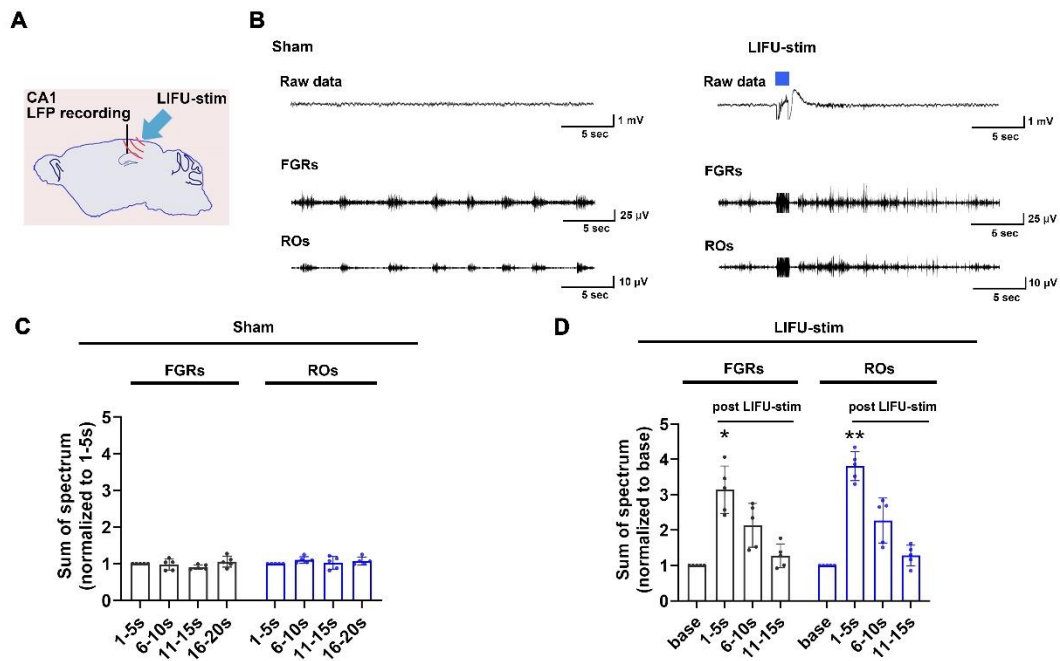 A
CA1
LFP recording
LIFU-stim
B
Sham
Raw data
1 mV
5 sec
FGRs
25 µV
5 sec
ROs
10 µV
5 sec
LIFU-stim
Raw data
1 mV
5 sec
FGRs
25 µV
5 sec
ROs
10 µV
5 sec
C
Sham
FGRs
ROs
Sum of spectrum
(normalized to 1-5s)
5
4
3
2
1
0
1-5s
6-10s
11-15s
16-20s
1-5s
6-10s
11-15s
16-20s
D
LIFU-stim
FGRs
ROs
post LIFU-stim
post LIFU-stim
Sum of spectrum
(normalized to base)
5
4
3
2
1
0
*
**
base
1-5s
6-10s
11-15s
base
1-5s
6-10s
11-15s